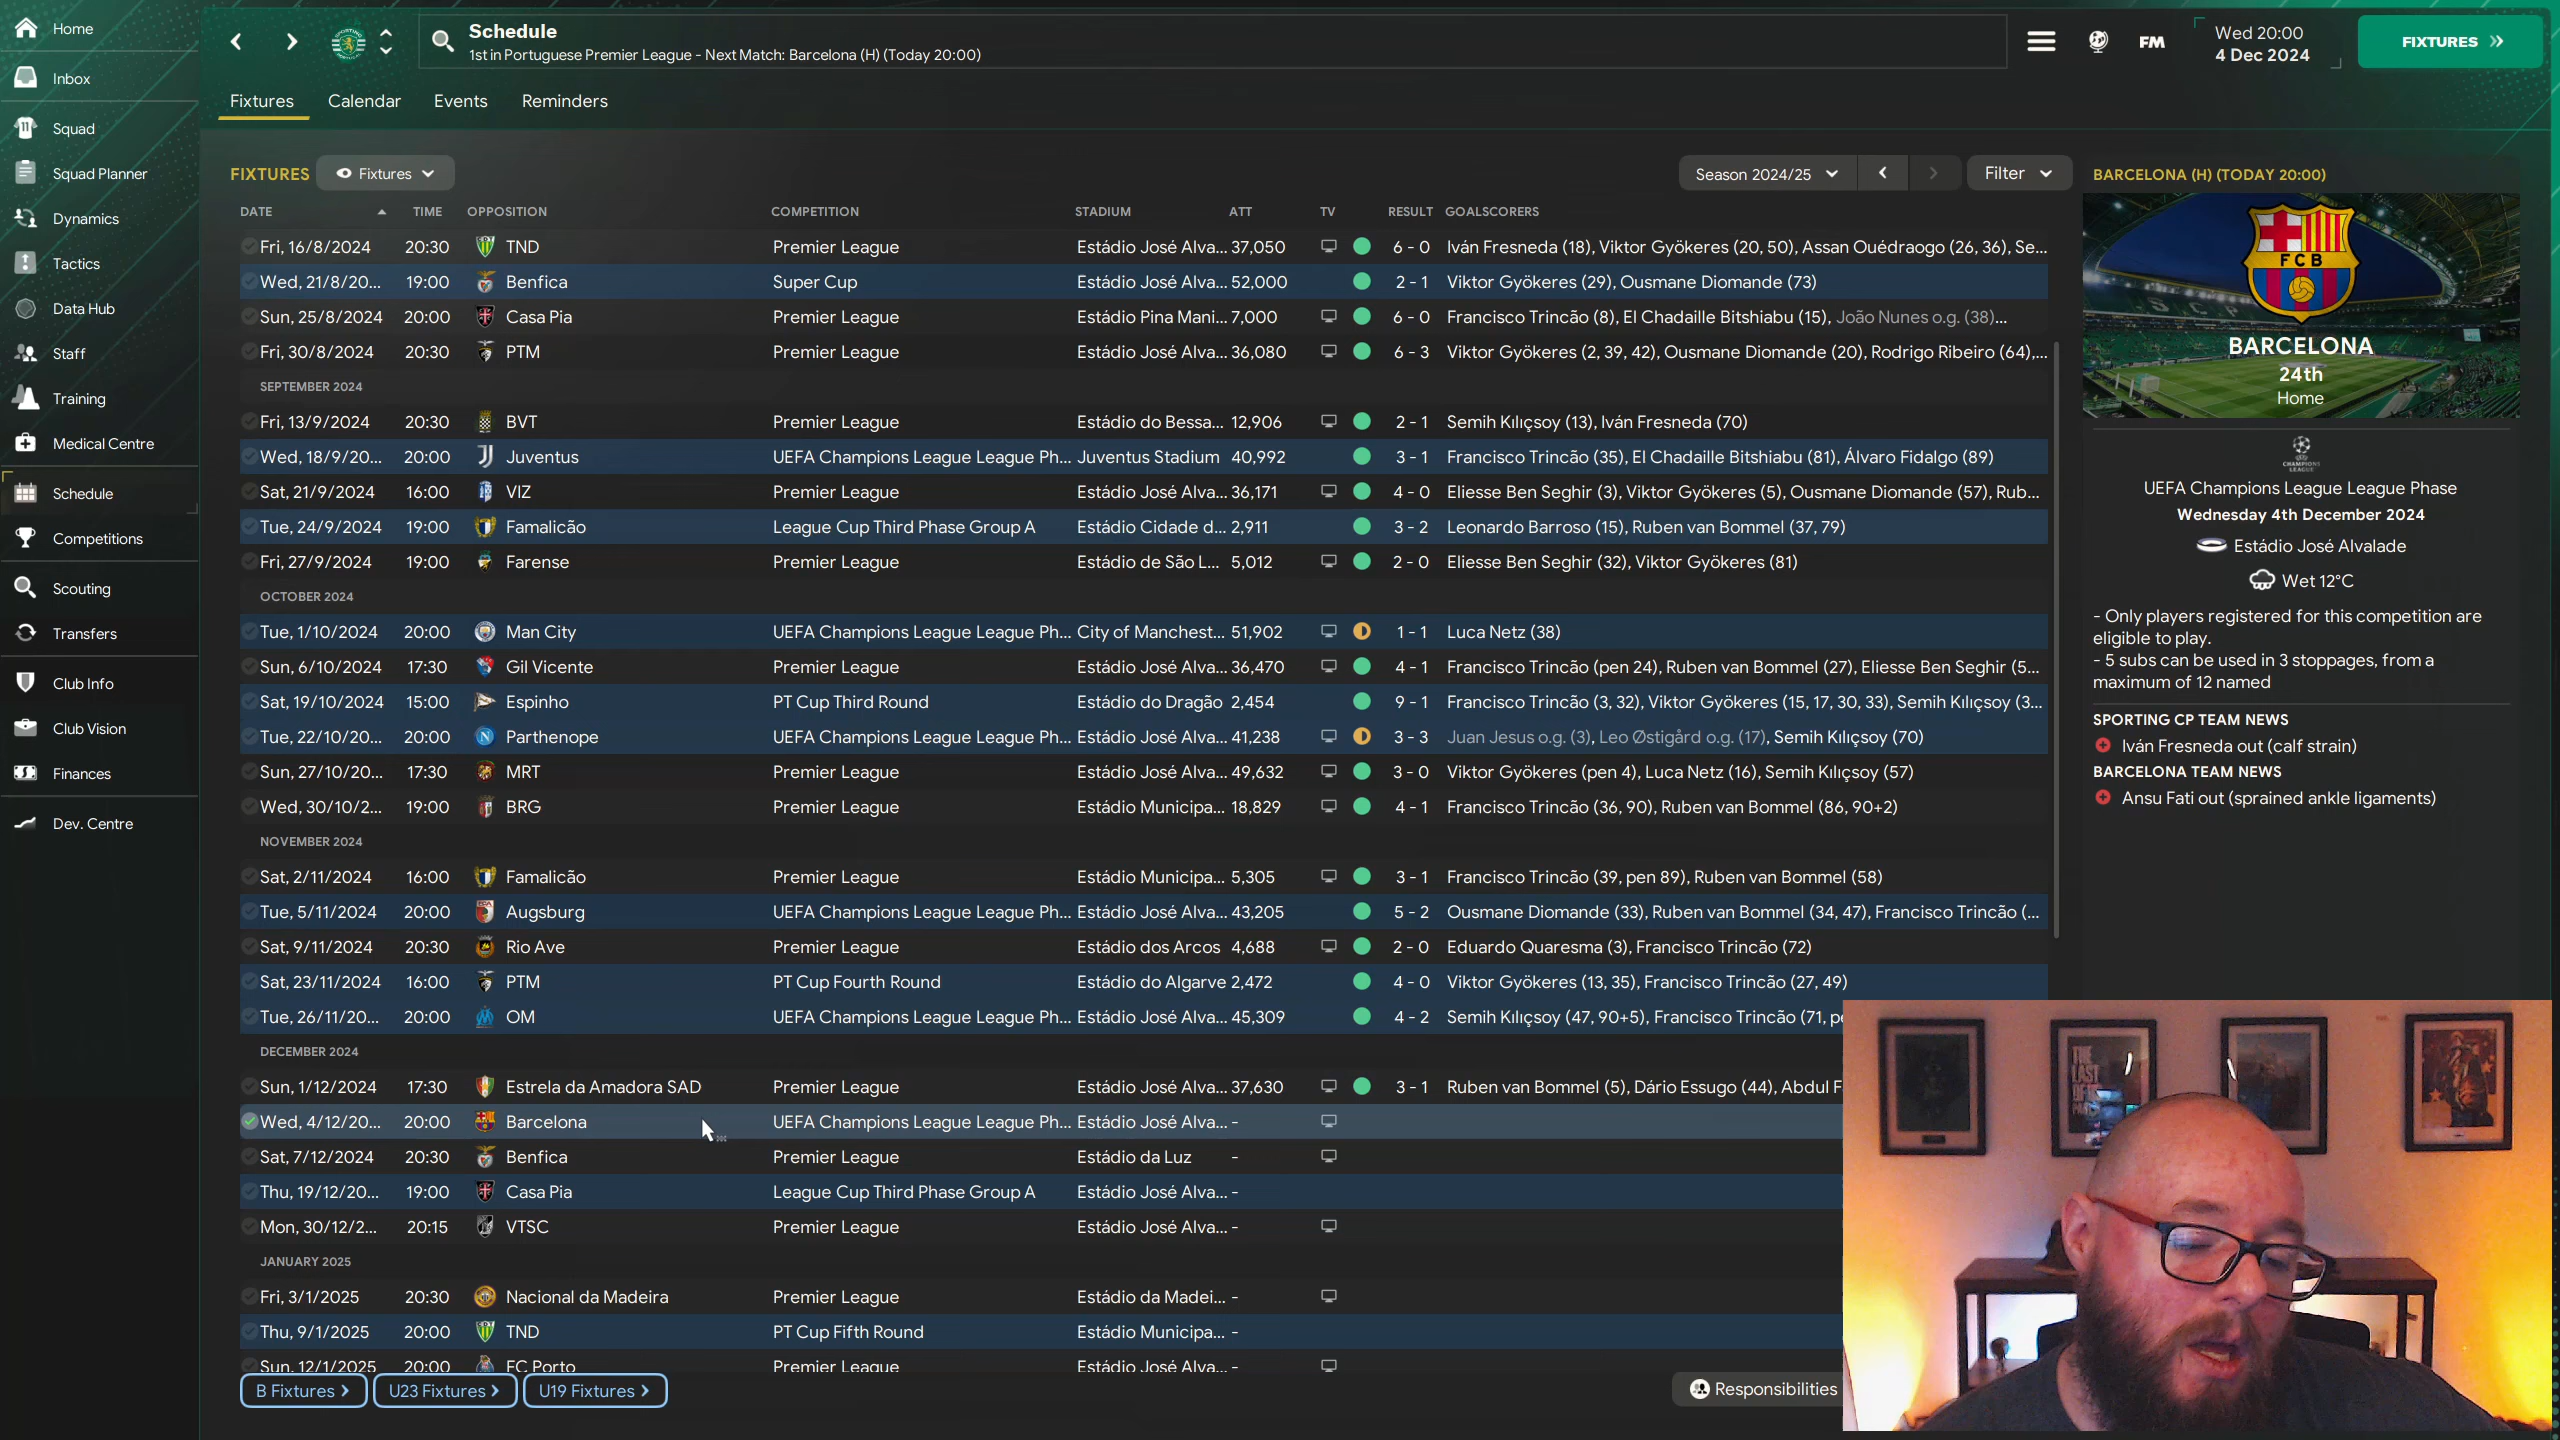 Home
Inbox
Squad
Squad Planner
Dynamics
Tactics
Data Hub
Staff
Training
Medical Centre
Schedule
Competitions
Scouting
Transfers
Club Info
Club Vision
Finances
Dev. Centre
Schedule
1st in Portuguese Premier League - Next Match: Barcelona (H) (Today 20:00)
FM
Wed 20:00
4 Dec 2024
FIXTURES
Fixtures Calendar Events Reminders
FIXTURES Fixtures Season 2024/25 Filter
DATE TIME OPPOSITION COMPETITION STADIUM ATT TV RESULT GOALSCORERS
Fri, 16/8/2024 20:30 TND Premier League Estádio José Alva... 37,050 6 - 0 Iván Fresneda (18), Viktor Gyökeres (20, 50), Assan Ouédraogo (26, 36), Se...
Wed, 21/8/20... 19:00 Benfica Super Cup Estádio José Alva... 52,000 2 - 1 Viktor Gyökeres (29), Ousmane Diomande (73)
Sun, 25/8/2024 20:00 Casa Pia Premier League Estádio Pina Mani... 7,000 6 - 0 Francisco Trincão (8), El Chadaille Bitshiabu (15), João Nunes o.g. (38)...
Fri, 30/8/2024 20:30 PTM Premier League Estádio José Alva... 36,080 6 - 3 Viktor Gyökeres (2, 39, 42), Ousmane Diomande (20), Rodrigo Ribeiro (64),...
SEPTEMBER 2024
Fri, 13/9/2024 20:30 BVT Premier League Estádio do Bessa... 12,906 2 - 1 Semih Kılıçsoy (13), Iván Fresneda (70)
Wed, 18/9/20... 20:00 Juventus UEFA Champions League League Ph... Juventus Stadium 40,992 3 - 1 Francisco Trincão (35), El Chadaille Bitshiabu (81), Álvaro Fidalgo (89)
Sat, 21/9/2024 16:00 VIZ Premier League Estádio José Alva... 36,171 4 - 0 Eliesse Ben Seghir (3), Viktor Gyökeres (5), Ousmane Diomande (57), Rub...
Tue, 24/9/2024 19:00 Famalicão League Cup Third Phase Group A Estádio Cidade d... 2,911 3 - 2 Leonardo Barroso (15), Ruben van Bommel (37, 79)
Fri, 27/9/2024 19:00 Farense Premier League Estádio de São L... 5,012 2 - 0 Eliesse Ben Seghir (32), Viktor Gyökeres (81)
OCTOBER 2024
Tue, 1/10/2024 20:00 Man City UEFA Champions League League Ph... City of Manchest... 51,902 1 - 1 Luca Netz (38)
Sun, 6/10/2024 17:30 Gil Vicente Premier League Estádio José Alva... 36,470 4 - 1 Francisco Trincão (pen 24), Ruben van Bommel (27), Eliesse Ben Seghir (5...
Sat, 19/10/2024 15:00 Espinho PT Cup Third Round Estádio do Dragão 2,454 9 - 1 Francisco Trincão (3, 32), Viktor Gyökeres (15, 17, 30, 33), Semih Kılıçsoy (3...
Tue, 22/10/20... 20:00 Parthenope UEFA Champions League League Ph... Estádio José Alva... 41,238 3 - 3 Juan Jesus o.g. (3), Leo Østigård o.g. (17), Semih Kılıçsoy (70)
Sun, 27/10/20... 17:30 MRT Premier League Estádio José Alva... 49,632 3 - 0 Viktor Gyökeres (pen 4), Luca Netz (16), Semih Kılıçsoy (57)
Wed, 30/10/2... 19:00 BRG Premier League Estádio Municipa... 18,829 4 - 1 Francisco Trincão (36, 90), Ruben van Bommel (86, 90+2)
NOVEMBER 2024
Sat, 2/11/2024 16:00 Famalicão Premier League Estádio Municipa... 5,305 3 - 1 Francisco Trincão (39, pen 89), Ruben van Bommel (58)
Tue, 5/11/2024 20:00 Augsburg UEFA Champions League League Ph... Estádio José Alva... 43,205 5 - 2 Ousmane Diomande (33), Ruben van Bommel (34, 47), Francisco Trincão (...
Sat, 9/11/2024 20:30 Rio Ave Premier League Estádio dos Arcos 4,688 2 - 0 Eduardo Quaresma (3), Francisco Trincão (72)
Sat, 23/11/2024 16:00 PTM PT Cup Fourth Round Estádio do Algarve 2,472 4 - 0 Viktor Gyökeres (13, 35), Francisco Trincão (27, 49)
Tue, 26/11/20... 20:00 OM UEFA Champions League League Ph... Estádio José Alva... 45,309 4 - 2 Semih Kılıçsoy (47, 90+5), Francisco Trincão (71, pe
DECEMBER 2024
Sun, 1/12/2024 17:30 Estrela da Amadora SAD Premier League Estádio José Alva... 37,630 3 - 1 Ruben van Bommel (5), Dário Essugo (44), Abdul F
Wed, 4/12/20... 20:00 Barcelona UEFA Champions League League Ph... Estádio José Alva... -
Sat, 7/12/2024 20:30 Benfica Premier League Estádio da Luz -
Thu, 19/12/20... 19:00 Casa Pia League Cup Third Phase Group A Estádio José Alva... -
Mon, 30/12/2... 20:15 VTSC Premier League Estádio José Alva... -
JANUARY 2025
Fri, 3/1/2025 20:30 Nacional da Madeira Premier League Estádio da Madei... -
Thu, 9/1/2025 20:00 TND PT Cup Fifth Round Estádio Municipa... -
Sun, 12/1/2025 20:00 FC Porto Premier League Estádio José Alva... -
B Fixtures U23 Fixtures U19 Fixtures Responsibilities
BARCELONA (H) (TODAY 20:00)
FCB
BARCELONA
24th
Home
CHAMPIONS LEAGUE
UEFA Champions League League Phase
Wednesday 4th December 2024
Estádio José Alvalade
Wet 12°C
- Only players registered for this competition are
eligible to play.
- 5 subs can be used in 3 stoppages, from a
maximum of 12 named
SPORTING CP TEAM NEWS
Iván Fresneda out (calf strain)
BARCELONA TEAM NEWS
Ansu Fati out (sprained ankle ligaments)
THE
LAST
OF US